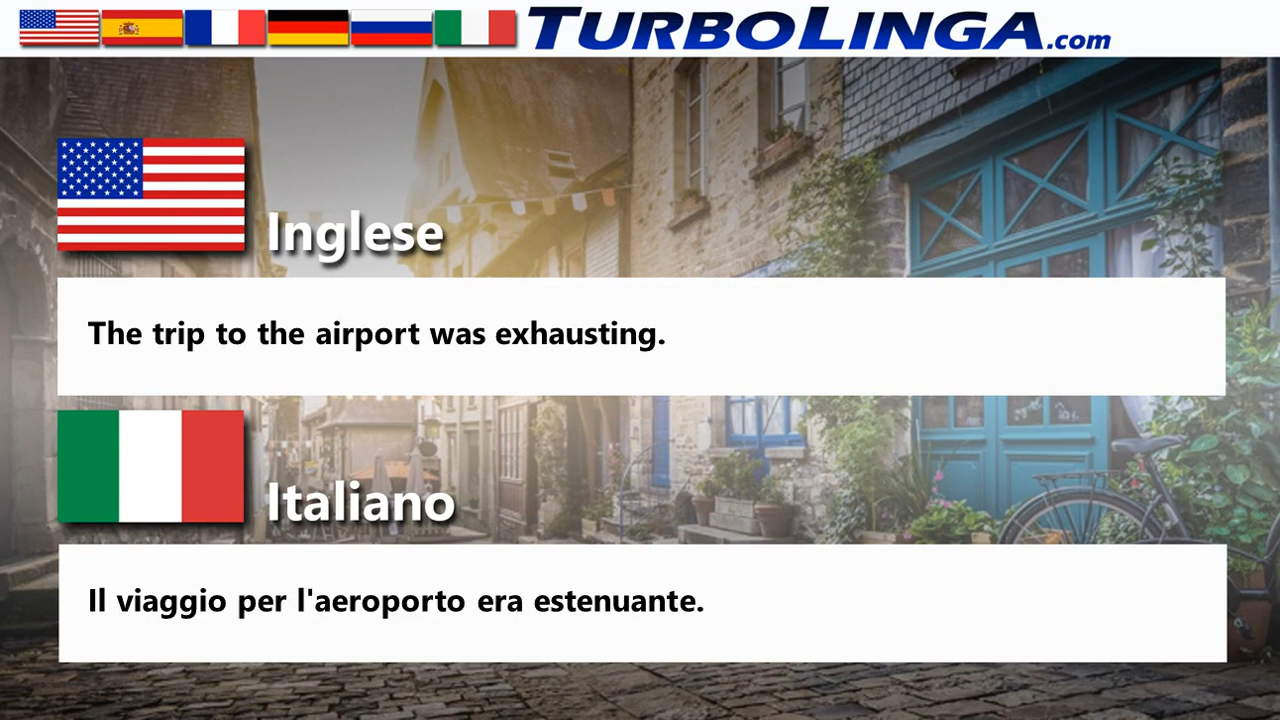 TURBOLINGA.com
Inglese
The trip to the airport was exhausting.
Italiano
Il viaggio per l'aeroporto era estenuante.